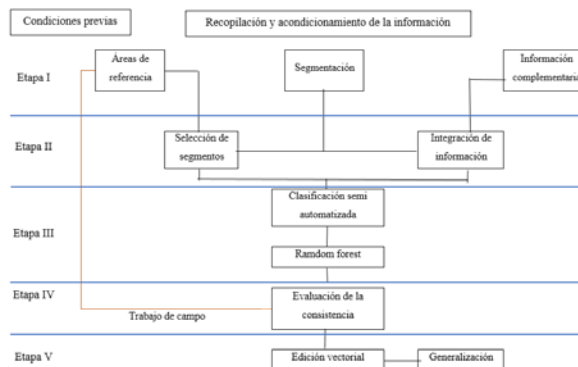 Condiciones previas
Recopilación y acondicionamiento de la información
Etapa I
Áreas de
referencia
Segmentación
Información
complementaria
Etapa II
Selección de
segmentos
Integración de
información
Etapa III
Clasificación semi
automatizada
Ramdom forest
Etapa IV
Evaluación de la
consistencia
Trabajo de campo
Etapa V
Edición vectorial
Generalización